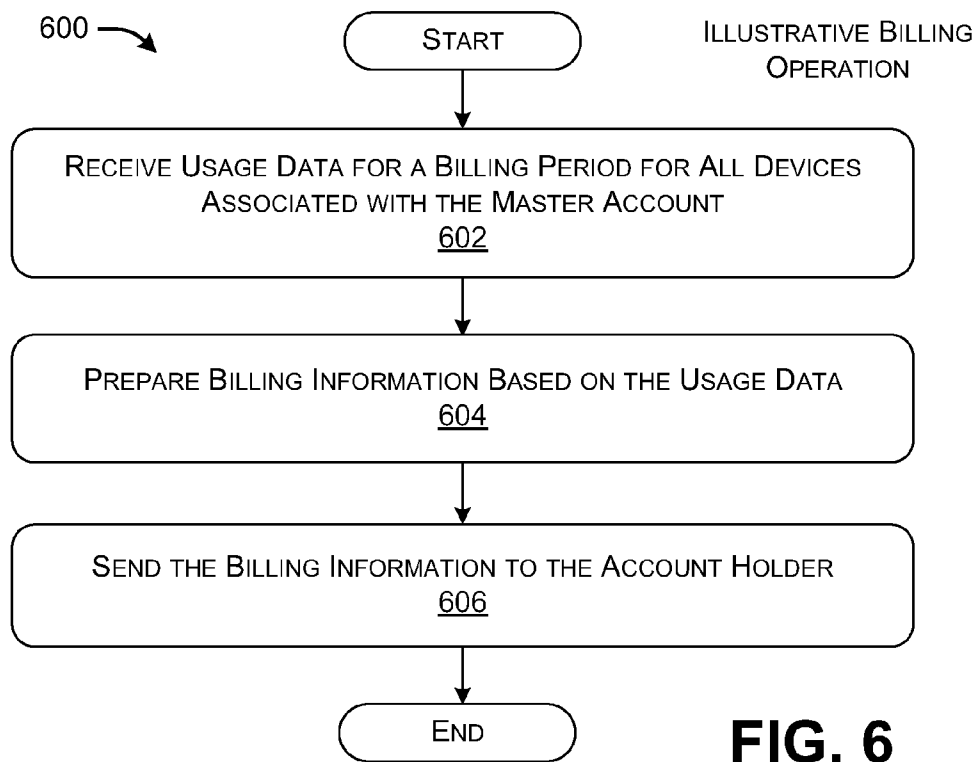 600
START
ILLUSTRATIVE BILLING
OPERATION
RECEIVE USAGE DATA FOR A BILLING PERIOD FOR ALL DEVICES
ASSOCIATED WITH THE MASTER ACCOUNT
602
PREPARE BILLING INFORMATION BASED ON THE USAGE DATA
604
SEND THE BILLING INFORMATION TO THE ACCOUNT HOLDER
606
END
FIG. 6